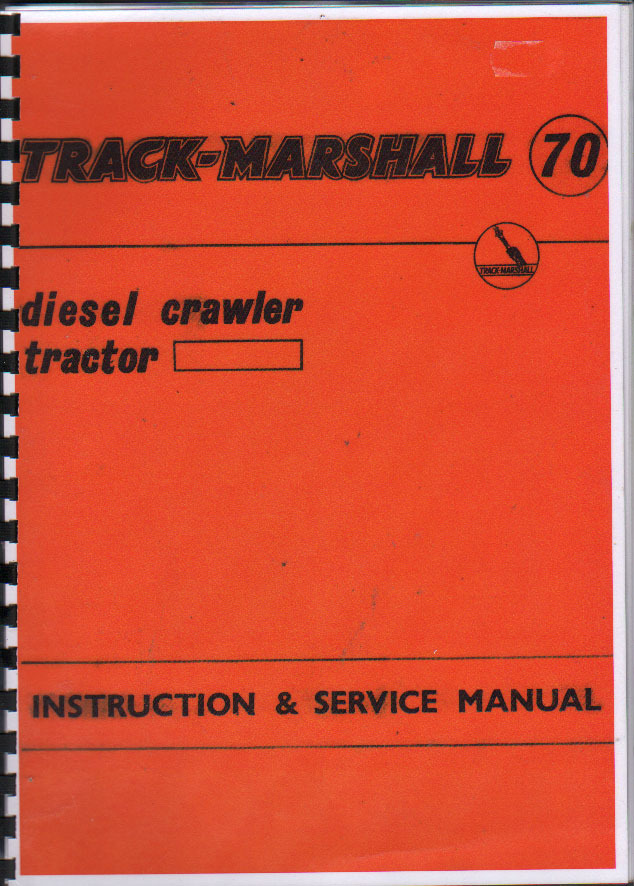 TRACK-MARSHALL 70
TRACK-MARSHALL
diesel crawler
tractor
INSTRUCTION & SERVICE MANUAL